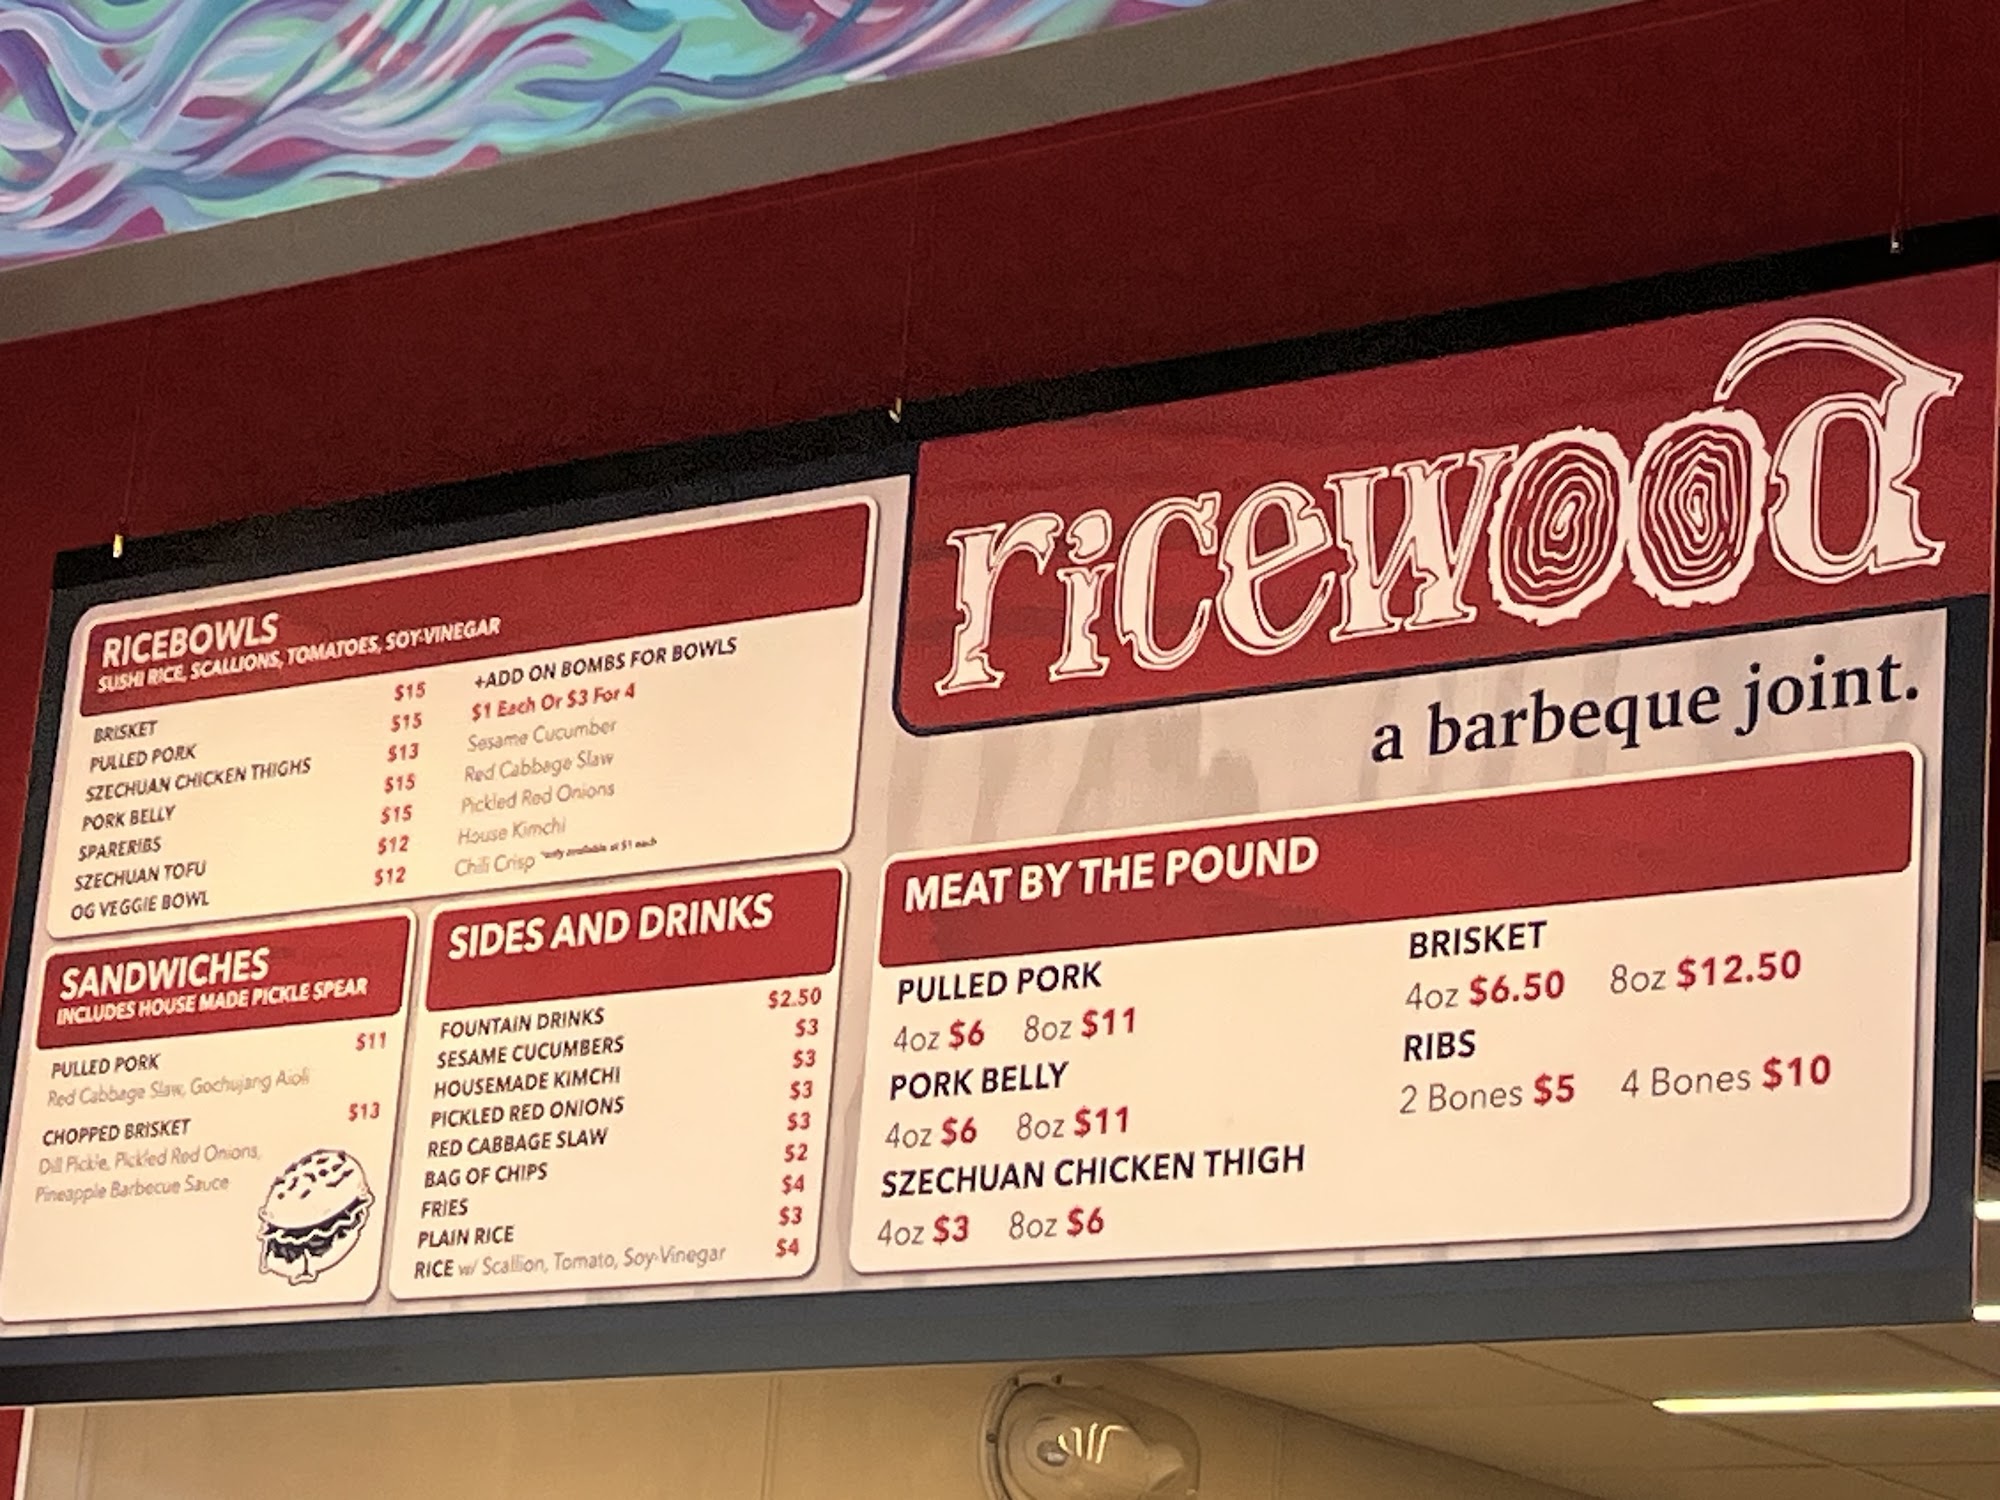 ricewood
a barbeque joint.
RICEBOWLS
SUSHI RICE, SCALLIONS, TOMATOES, SOY-VINEGAR
BRISKET $15
PULLED PORK $15
SZECHUAN CHICKEN THIGHS $13
PORK BELLY $15
SPARERIBS $15
SZECHUAN TOFU $12
OG VEGGIE BOWL $12
+ADD ON BOMBS FOR BOWLS
$1 Each Or $3 For 4
Sesame Cucumber
Red Cabbage Slaw
Pickled Red Onions
House Kimchi
Chili Crisp *only available at $1 each
SANDWICHES
INCLUDES HOUSE MADE PICKLE SPEAR
PULLED PORK $11
Red Cabbage Slaw, Gochujang Aioli
CHOPPED BRISKET $13
Dill Pickle, Pickled Red Onions,
Pineapple Barbecue Sauce
SIDES AND DRINKS
FOUNTAIN DRINKS $2.50
SESAME CUCUMBERS $3
HOUSEMADE KIMCHI $3
PICKLED RED ONIONS $3
RED CABBAGE SLAW $3
BAG OF CHIPS $2
FRIES $4
PLAIN RICE $3
RICE w/ Scallion, Tomato, Soy-Vinegar $4
MEAT BY THE POUND
PULLED PORK
4oz $6 8oz $11
PORK BELLY
4oz $6 8oz $11
SZECHUAN CHICKEN THIGH
4oz $3 8oz $6
BRISKET
4oz $6.50 8oz $12.50
RIBS
2 Bones $5 4 Bones $10